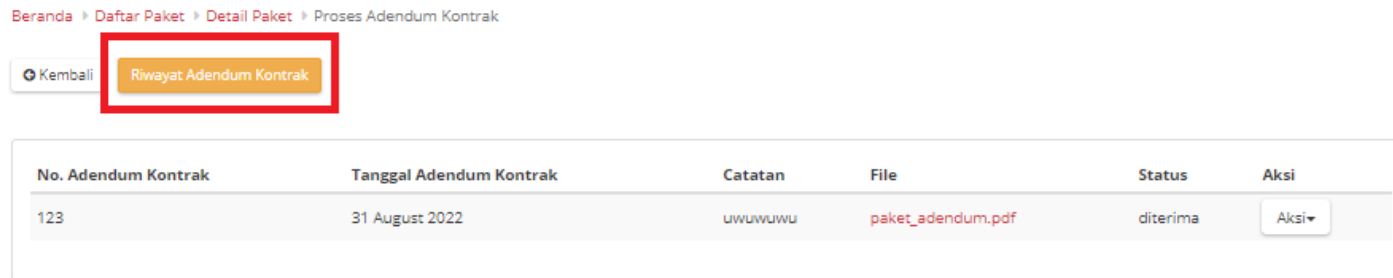 Beranda Daftar Paket Detail Paket Proses Adendum Kontrak
Kembali Riwayat Adendum Kontrak
No. Adendum Kontrak Tanggal Adendum Kontrak Catatan File Status Aksi
123 31 August 2022 uwuwuwu paket_adendum.pdf diterima Aksi